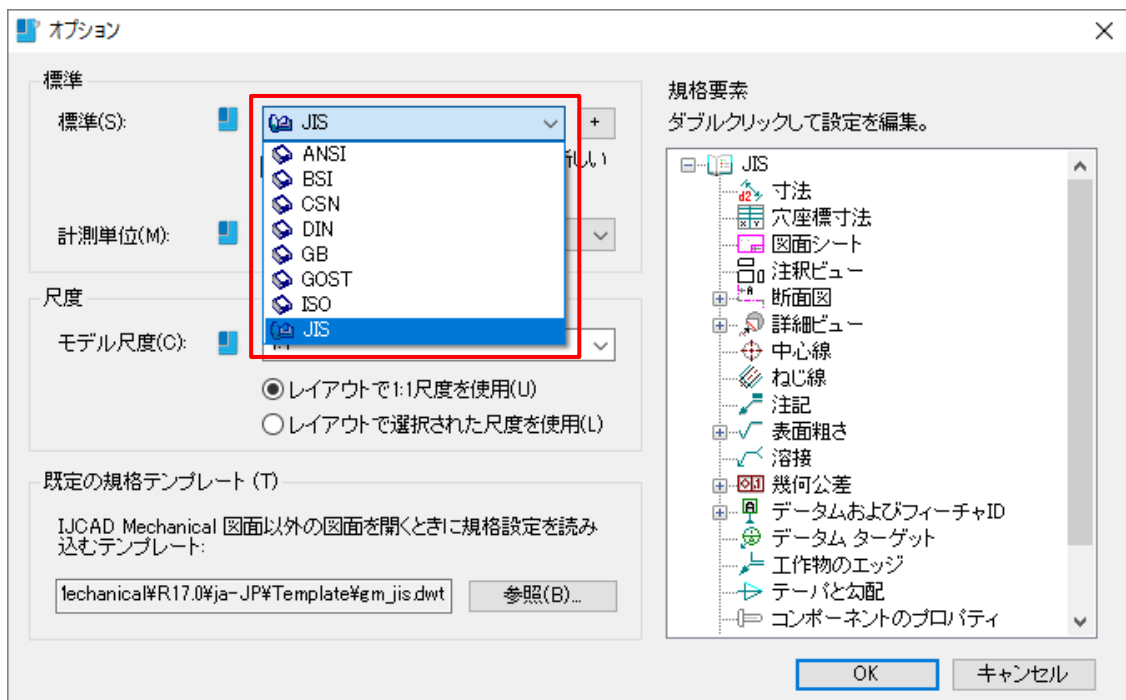 オプション
標準
標準(S):
JIS
+
ANSI
BSI
CSN
DIN
GB
GOST
ISO
JIS
新しい
計測単位(M):
尺度
モデル尺度(C):
1:1
レイアウトで1:1尺度を使用(U)
レイアウトで選択された尺度を使用(L)
既定の規格テンプレート (T)
IJCAD Mechanical 図面以外の図面を開くときに規格設定を読み
込むテンプレート:
echanical¥R17.0¥ja-JP¥Template¥gm_jis.dwt
参照(B)...
規格要素
ダブルクリックして設定を編集。
JIS
寸法
穴座標寸法
図面シート
注釈ビュー
断面図
詳細ビュー
中心線
ねじ線
注記
表面粗さ
溶接
幾何公差
データムおよびフィーチャID
データム ターゲット
工作物のエッジ
テーパと勾配
コンポーネントのプロパティ
OK
キャンセル